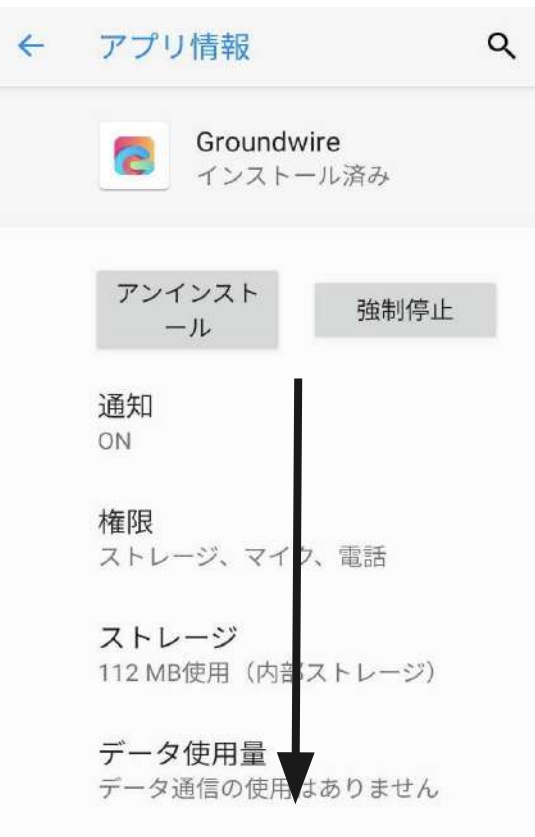 アプリ情報
Groundwire
インストール済み
アンインスト
ール
強制停止
通知
ON
権限
ストレージ、マイク、電話
ストレージ
112 MB使用（内部ストレージ）
データ使用量
データ通信の使用はありません